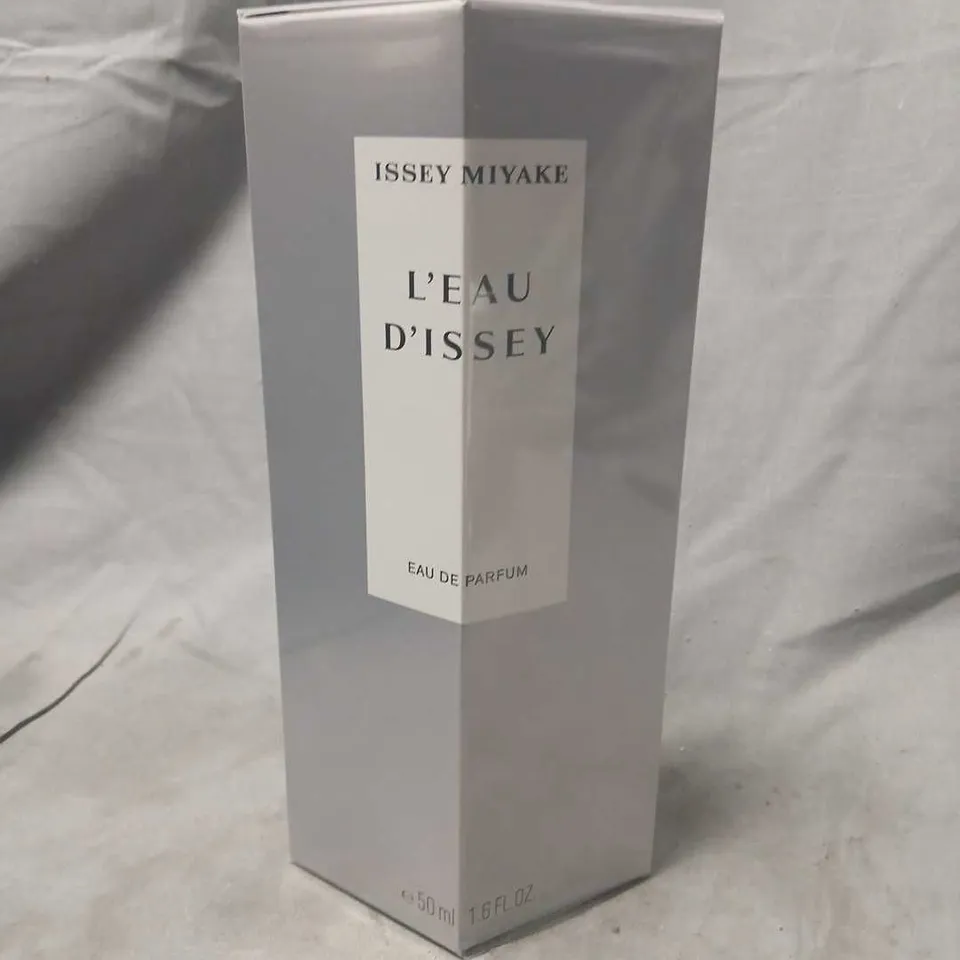 ISSEY MIYAKE
L'EAU
D'ISSEY
EAU DE PARFUM
℮50 ml 1.6 FL.OZ